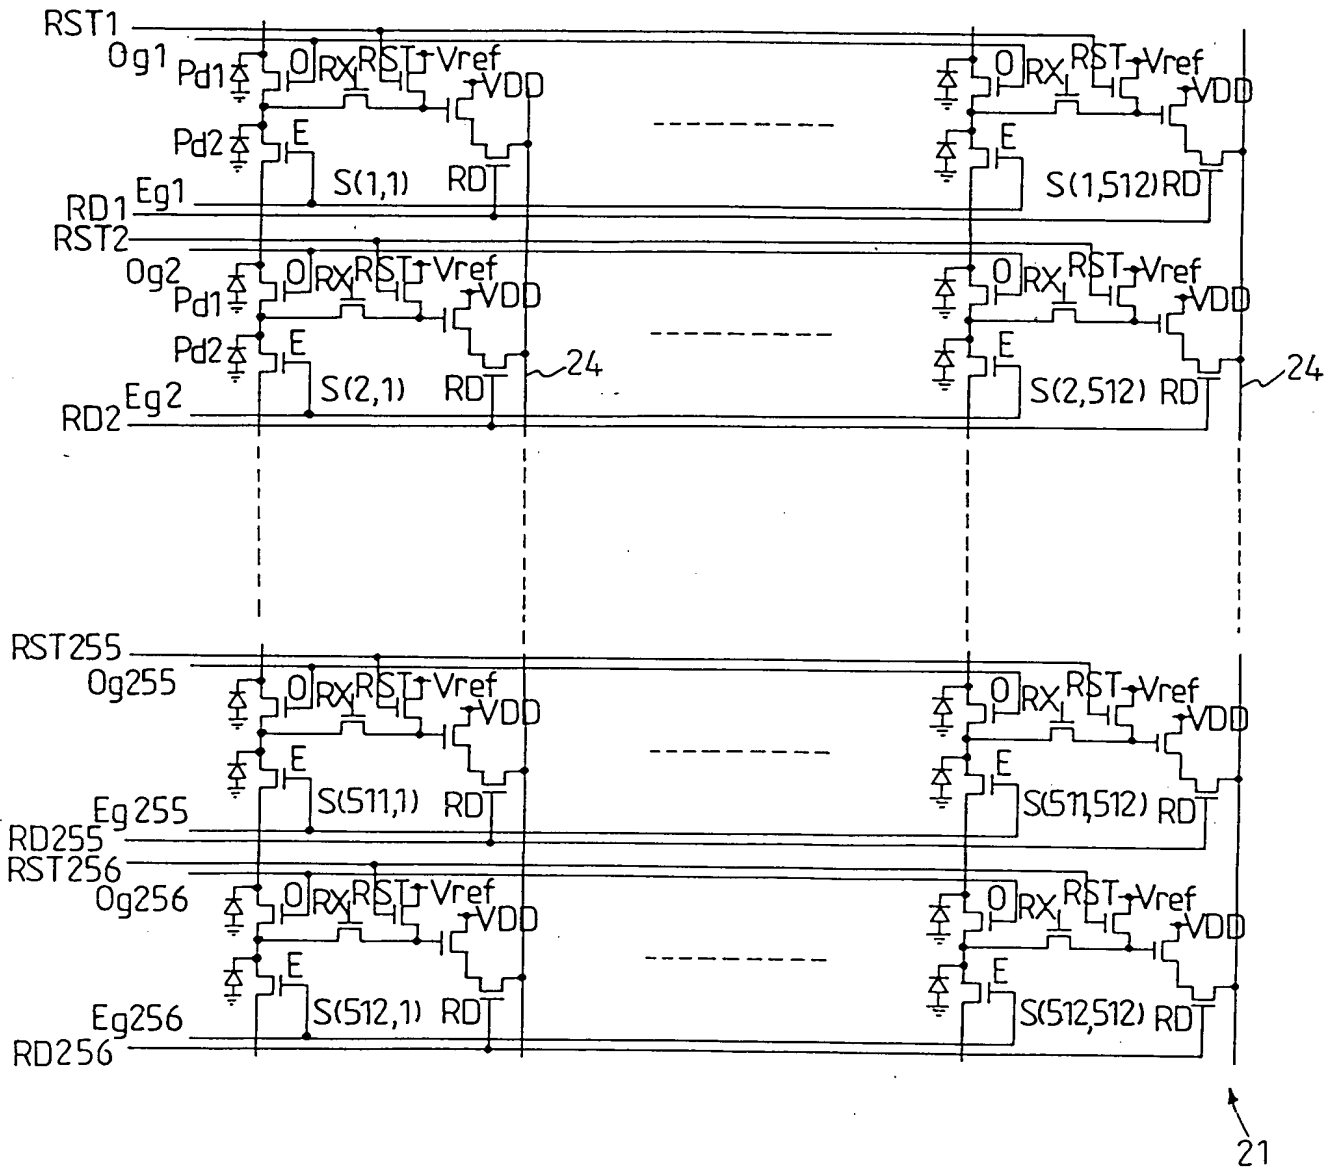 RST1
Og1 Pd1 O RX RST Vref VDD O RX RST Vref VDD
Pd2 E E
Eg1 S(1,1) RD S(1,512) RD
RD1
RST2
Og2 Pd1 O RX RST Vref VDD O RX RST Vref VDD
Pd2 E 24 E 24
Eg2 S(2,1) RD S(2,512) RD
RD2
RST255
Og255 O RX RST Vref VDD O RX RST Vref VDD
E E
Eg255 S(511,1) RD S(511,512) RD
RD255
RST256
Og256 O RX RST Vref VDD O RX RST Vref VDD
E E
Eg256 S(512,1) RD S(512,512) RD
RD256
21